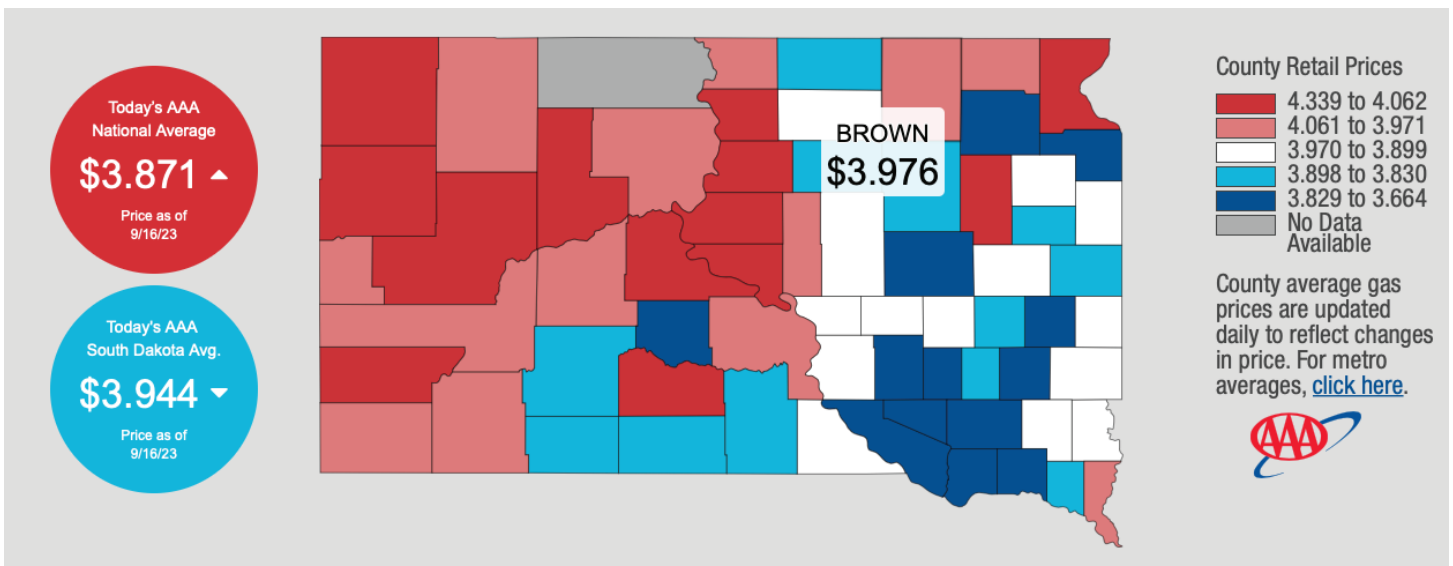 Today's AAA
National Average
$3.871
Price as of
9/16/23
Today's AAA
South Dakota Avg.
$3.944
Price as of
9/16/23
BROWN
$3.976
County Retail Prices
4.339 to 4.062
4.061 to 3.971
3.970 to 3.899
3.898 to 3.830
3.829 to 3.664
No Data
Available
County average gas
prices are updated
daily to reflect changes
in price. For metro
averages, click here.
AAA